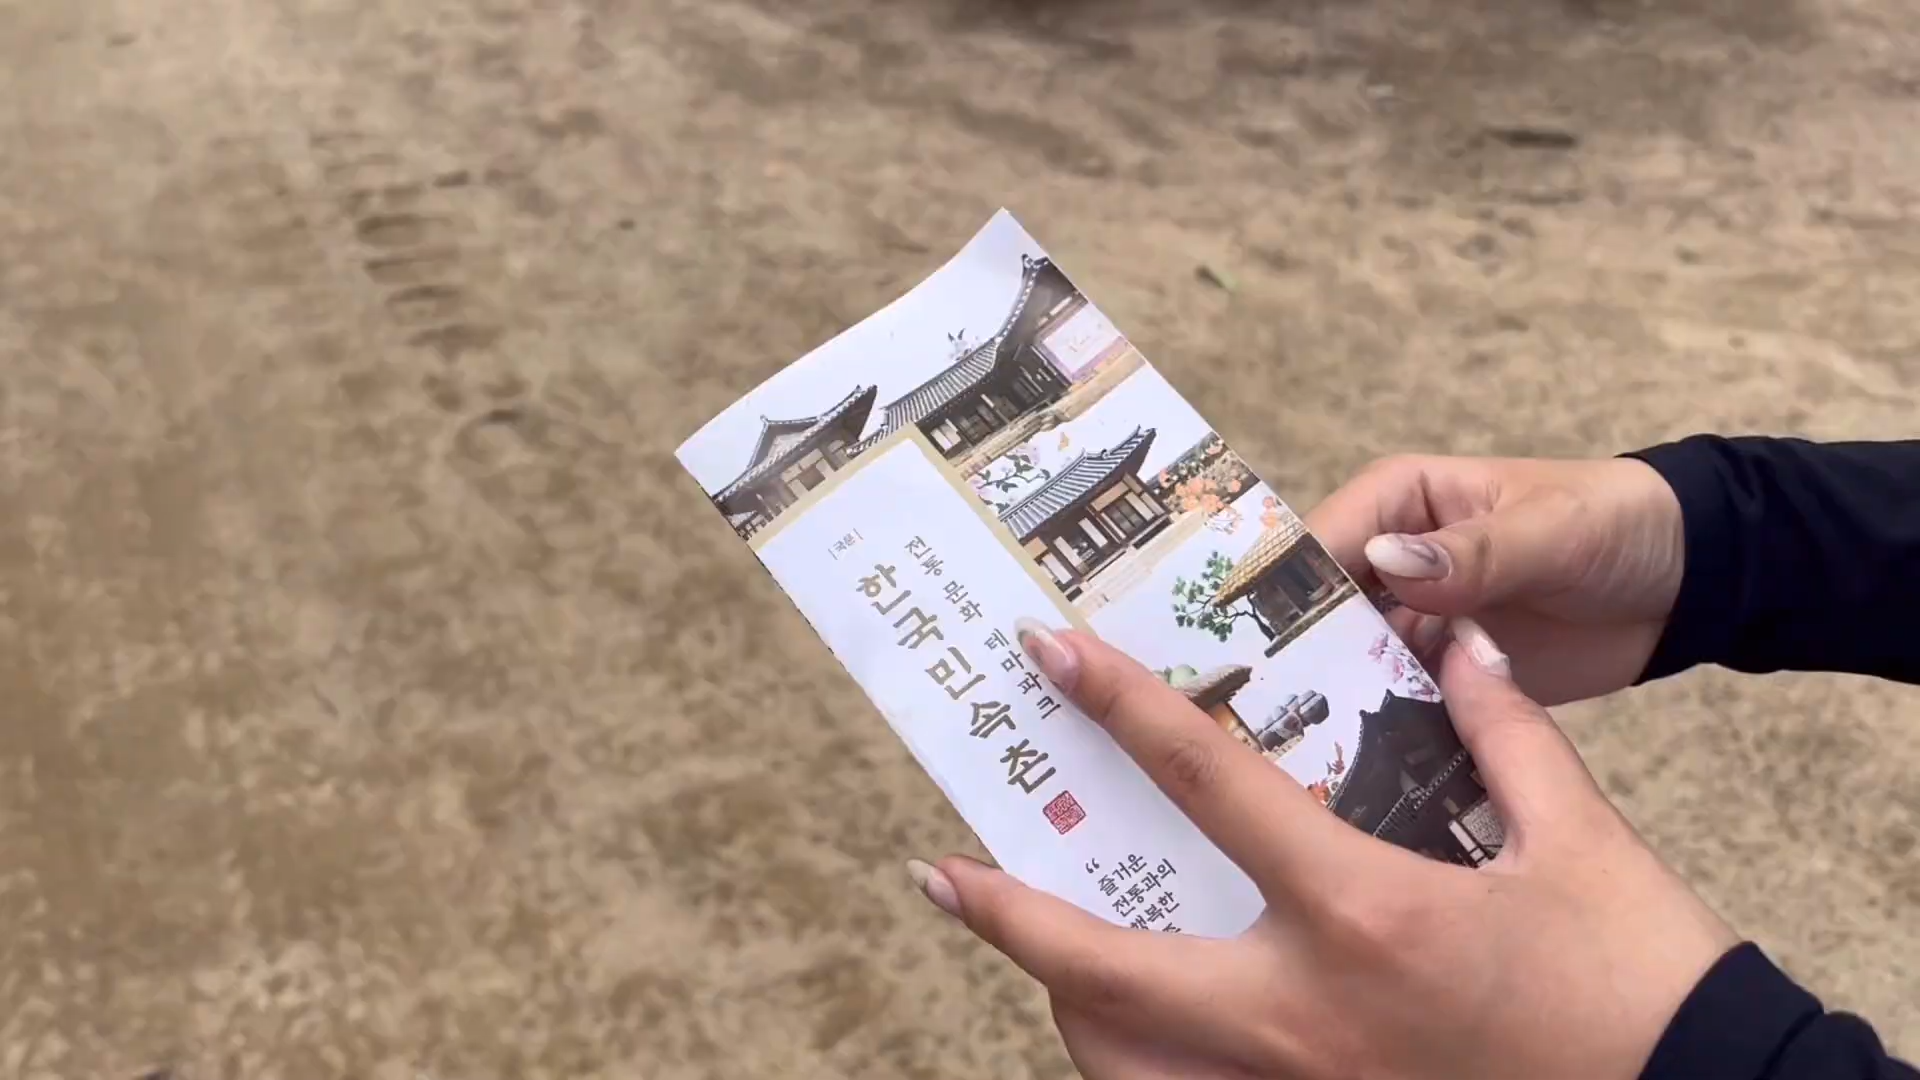 국문
전통 문화 테마파크
한국민속촌
“
즐거운
전통과의
행복한